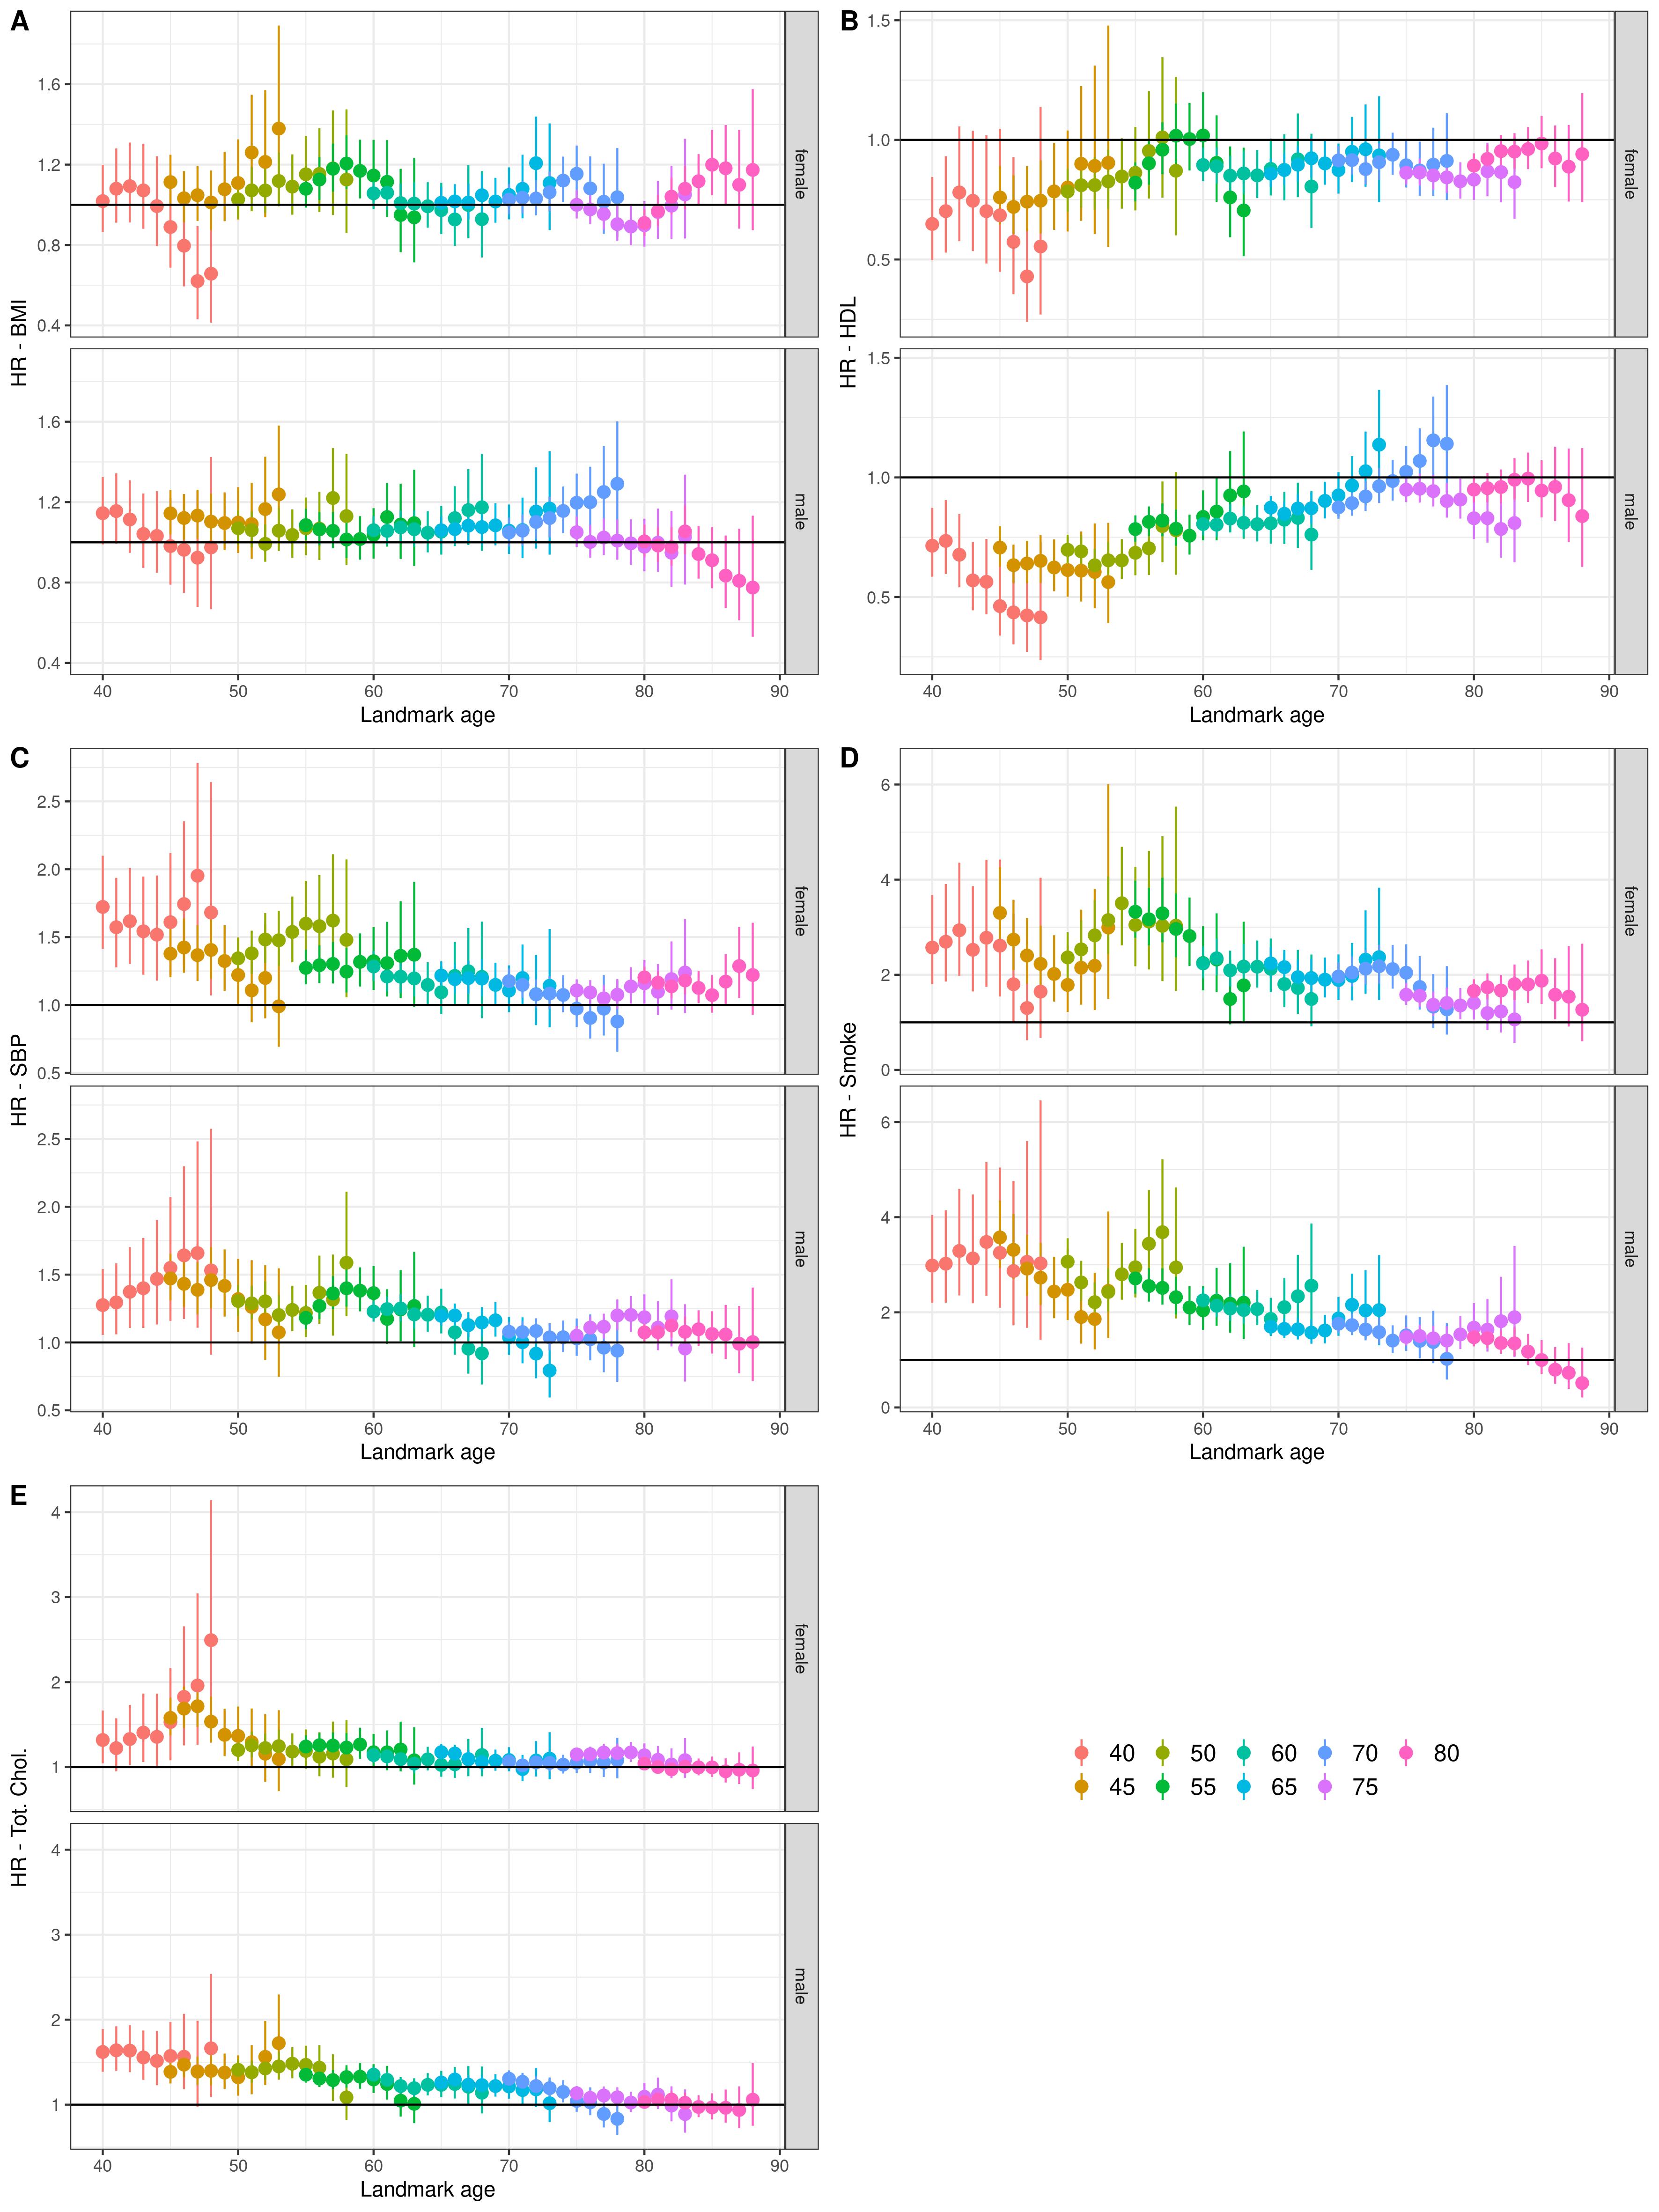 A
HR - BMI
1.6
1.2
0.8
0.4
female
1.6
1.2
0.8
0.4
male
40 50 60 70 80 90
Landmark age
B
HR - HDL
1.5
1.0
0.5
female
1.5
1.0
0.5
male
40 50 60 70 80 90
Landmark age
C
HR - SBP
2.5
2.0
1.5
1.0
0.5
female
2.5
2.0
1.5
1.0
0.5
male
40 50 60 70 80 90
Landmark age
D
HR - Smoke
6
4
2
0
female
6
4
2
0
male
40 50 60 70 80 90
Landmark age
E
HR - Tot. Chol.
4
3
2
1
female
4
3
2
1
male
40 50 60 70 80 90
Landmark age
40 50 60 70 80
45 55 65 75